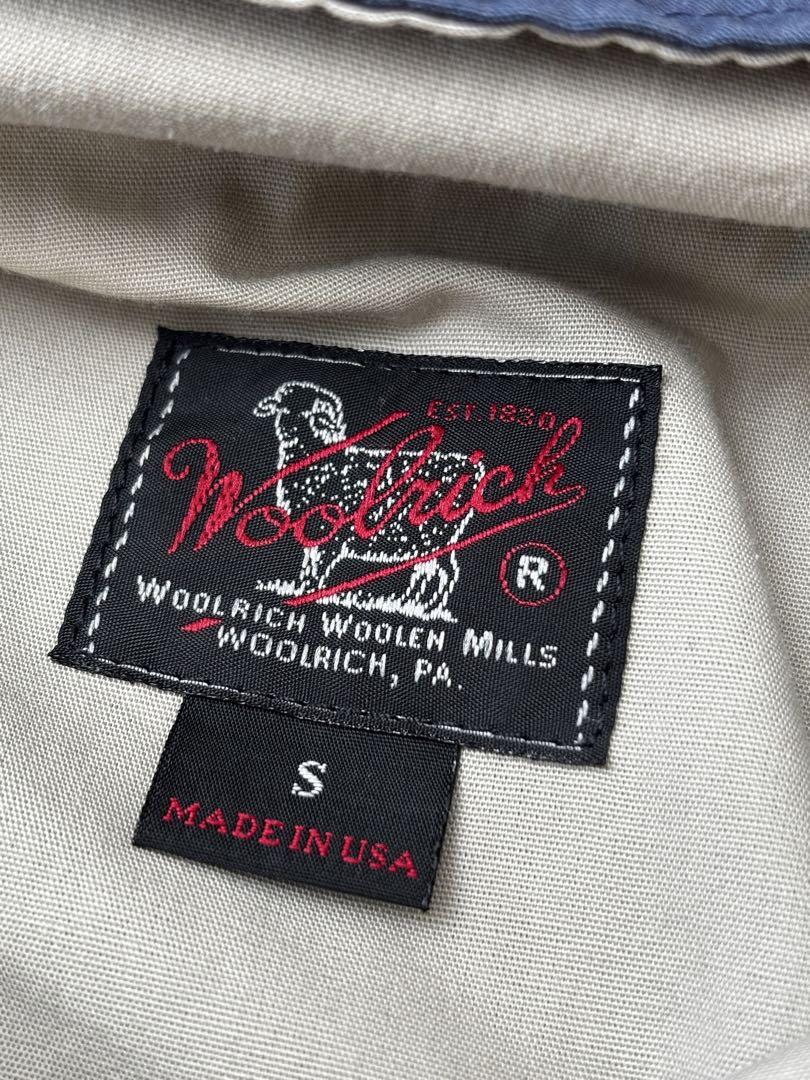 EST. 1830
Woolrich
®
WOOLRICH WOOLEN MILLS
WOOLRICH, PA.
S
MADE IN USA